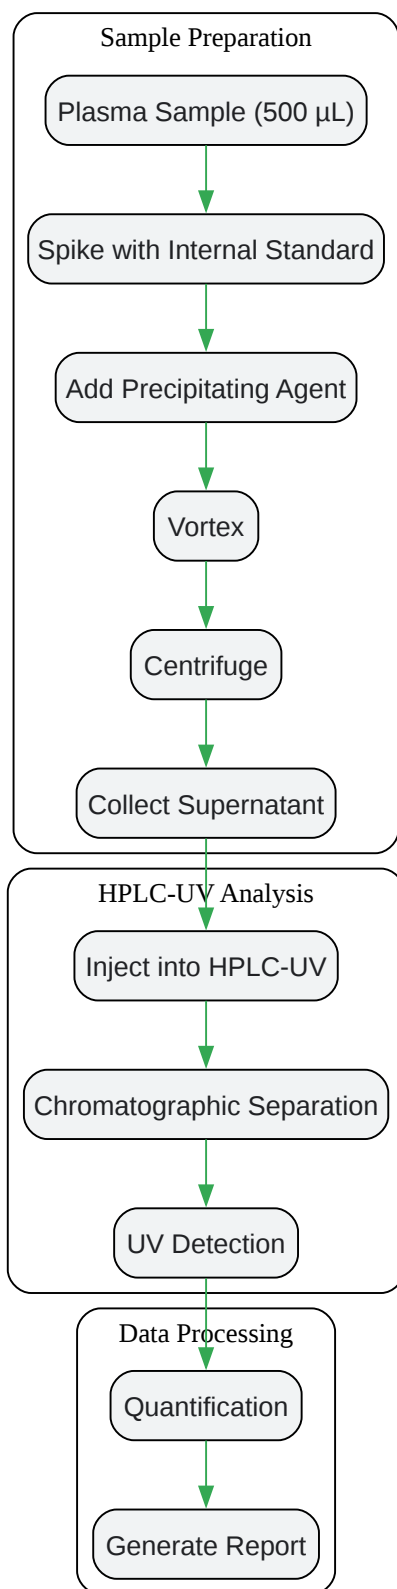 Sample Preparation
Plasma Sample (500 µL)
Spike with Internal Standard
Add Precipitating Agent
Vortex
Centrifuge
Collect Supernatant
HPLC-UV Analysis
Inject into HPLC-UV
Chromatographic Separation
UV Detection
Data Processing
Quantification
Generate Report